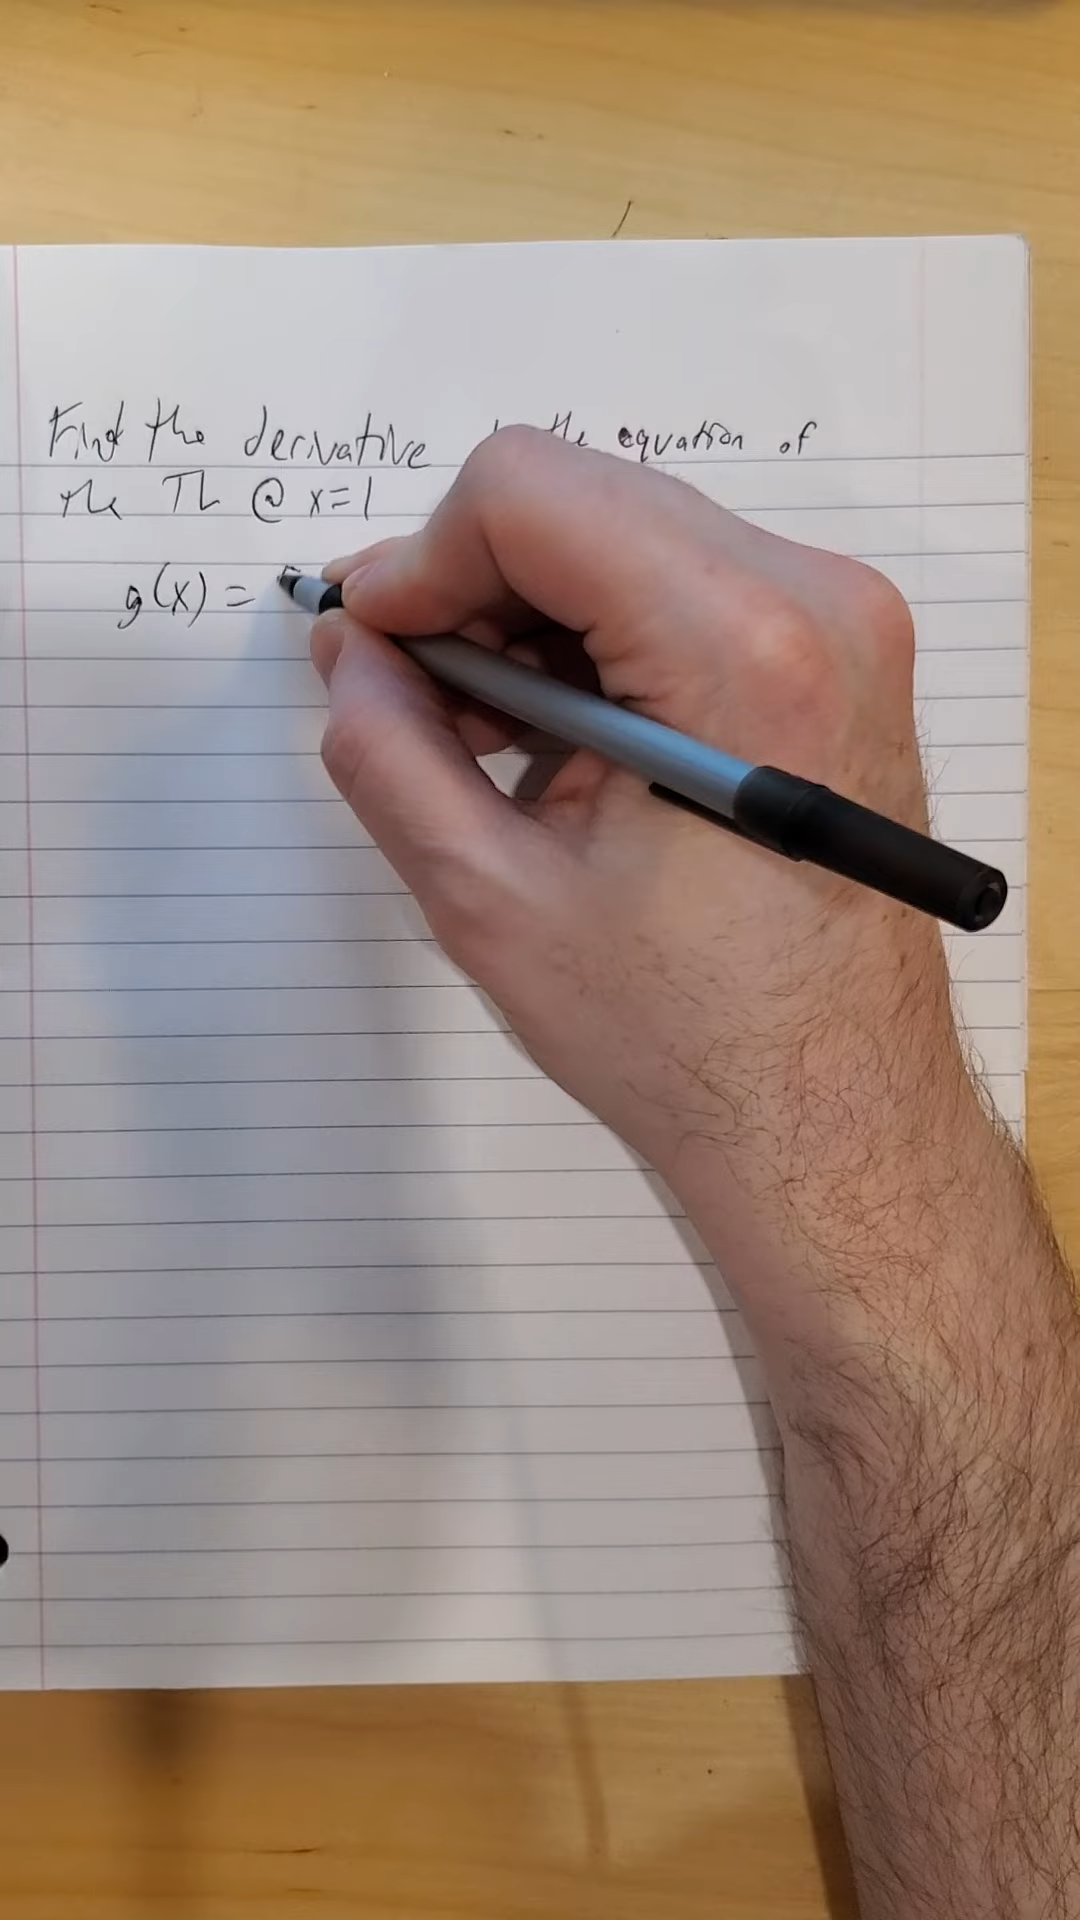 Find the derivative the equation of
the TL @ x=1
g(x) =